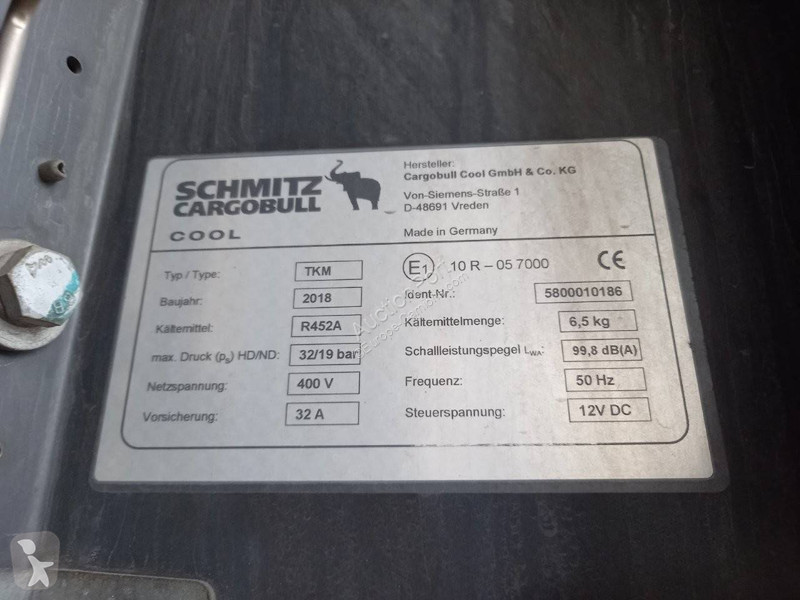 SCHMITZ
CARGOBULL
COOL
Hersteller:
Cargobull Cool GmbH & Co. KG
Von-Siemens-Straße 1
D-48691 Vreden
Made in Germany
Typ / Type: TKM
E1 10 R – 05 7000 CE
Baujahr: 2018
Ident-Nr.: 5800010186
Kältemittel: R452A
Kältemittelmenge: 6,5 kg
max. Druck (ps) HD/ND: 32/19 bar
Schallleistungspegel LWA: 99,8 dB(A)
Netzspannung: 400 V
Frequenz: 50 Hz
Vorsicherung: 32 A
Steuerspannung: 12V DC